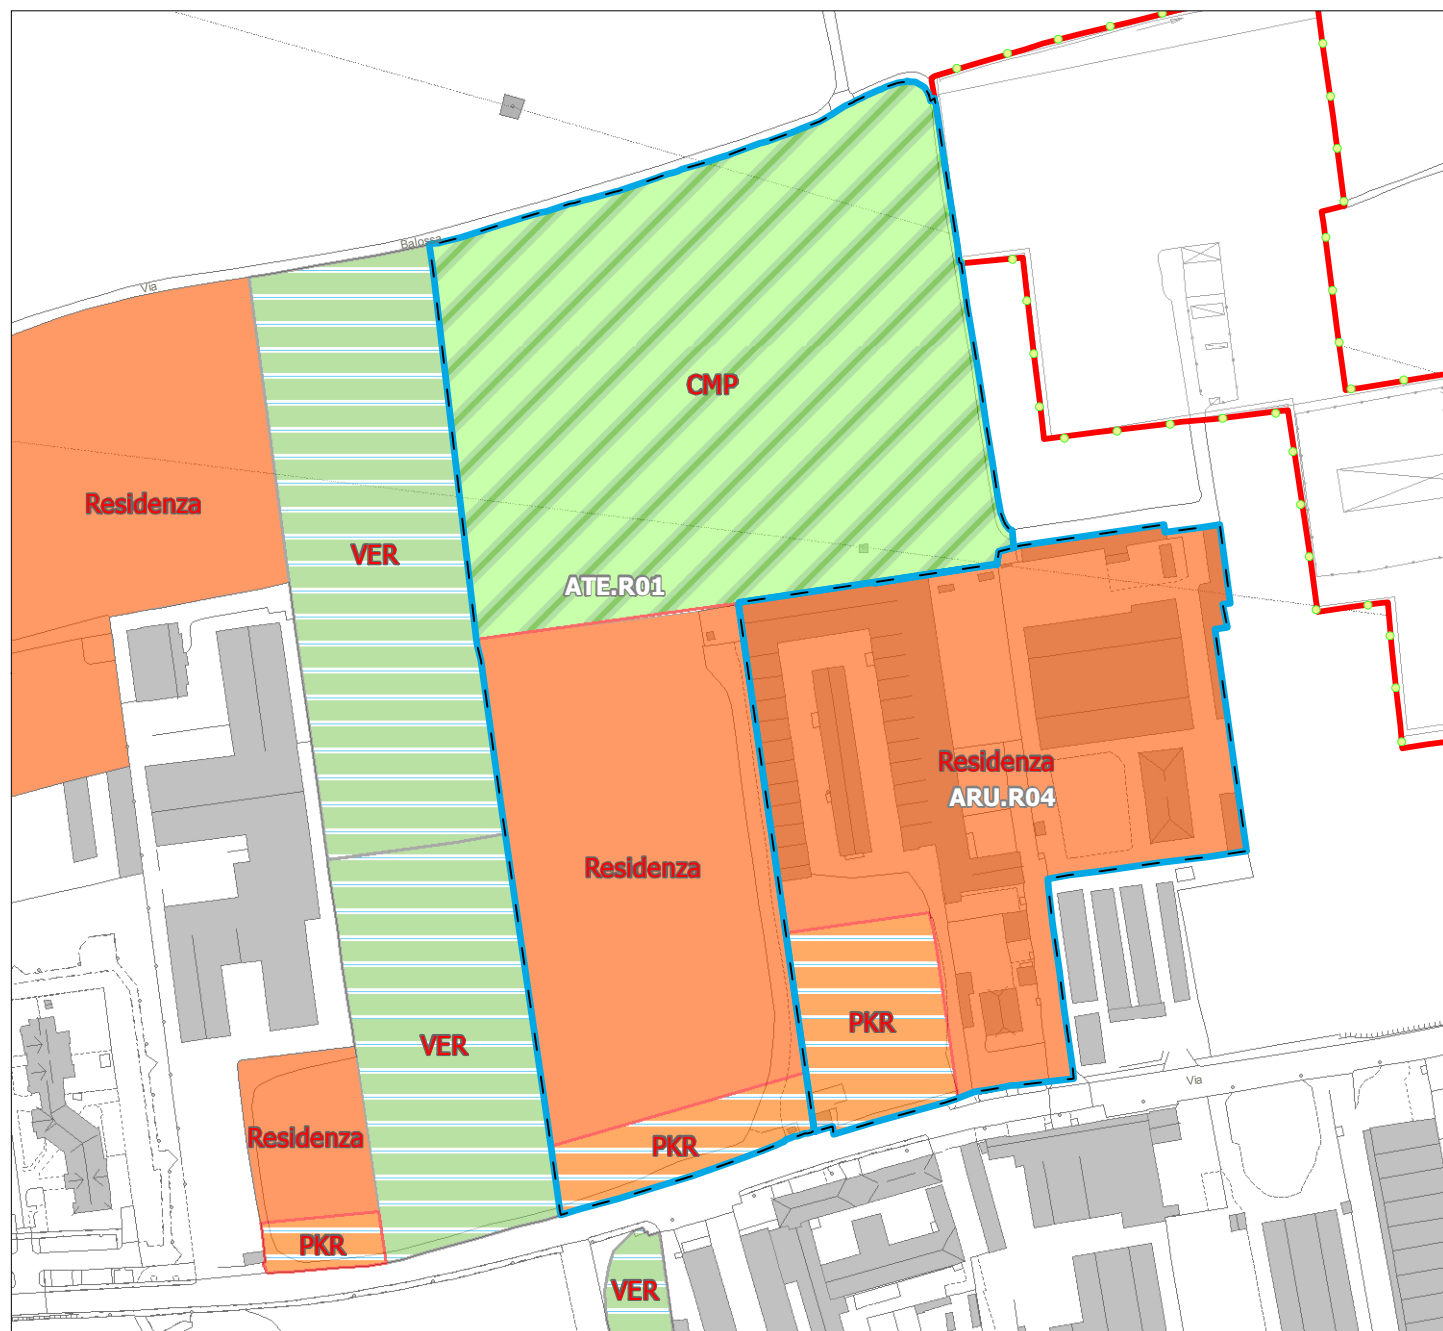 Balossa
Via
CMP
Residenza
VER
ATE.R01
Residenza
ARU.R04
Residenza
PKR
VER
Via
Residenza
PKR
PKR
VER